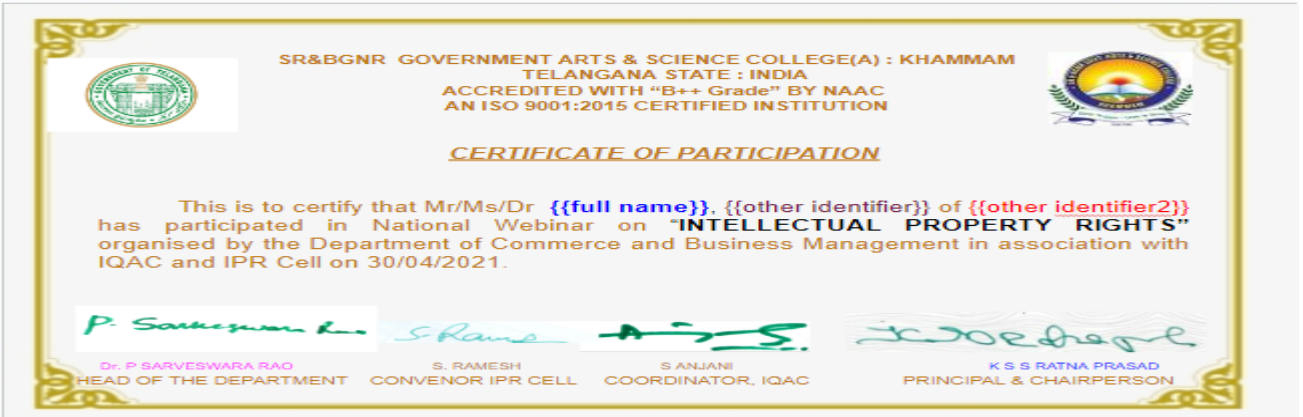 SR&BGNR GOVERNMENT ARTS & SCIENCE COLLEGE(A) : KHAMMAM
TELANGANA STATE : INDIA
ACCREDITED WITH “B++ Grade” BY NAAC
AN ISO 9001:2015 CERTIFIED INSTITUTION
CERTIFICATE OF PARTICIPATION
This is to certify that Mr/Ms/Dr {{full name}}, {{other identifier}} of {{other identifier2}}
has participated in National Webinar on “INTELLECTUAL PROPERTY RIGHTS”
organised by the Department of Commerce and Business Management in association with
IQAC and IPR Cell on 30/04/2021.
Dr. P SARVESWARA RAO S. RAMESH S ANJANI K S S RATNA PRASAD
HEAD OF THE DEPARTMENT CONVENOR IPR CELL COORDINATOR, IQAC PRINCIPAL & CHAIRPERSON